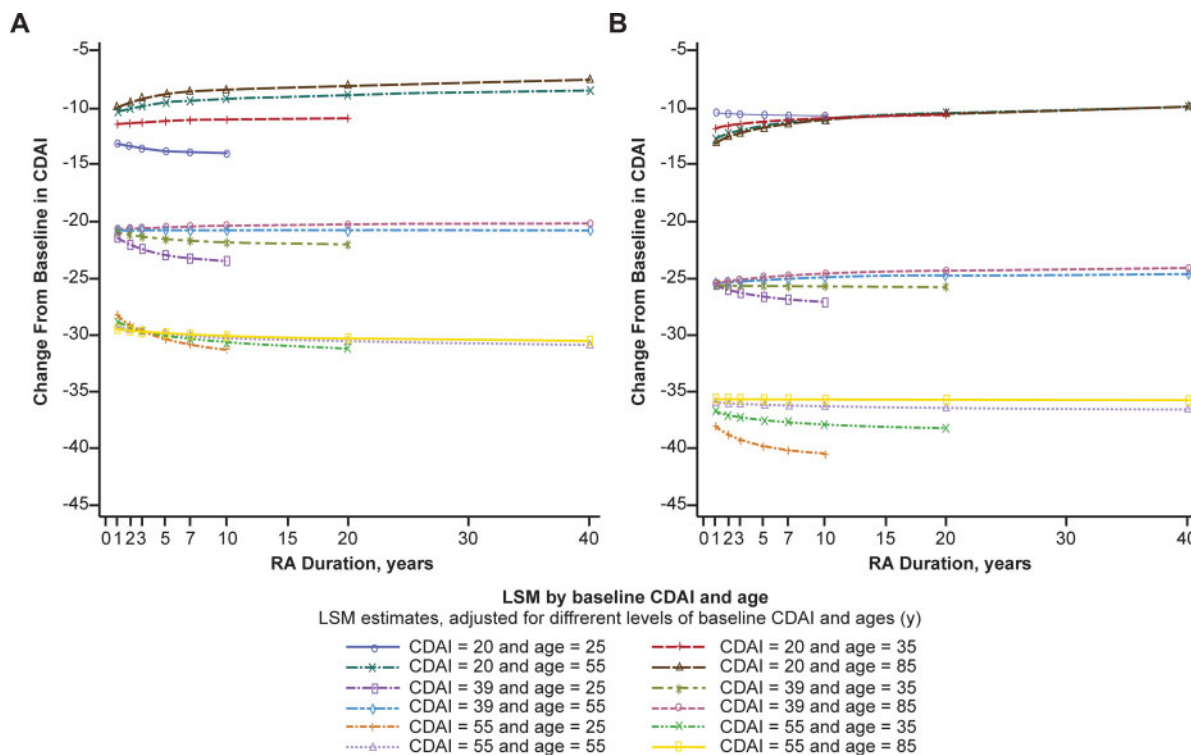 A
B
-5
-10
-15
-20
-25
-30
-35
-40
-45
Change From Baseline in CDAI
0 1 2 3 5 7 10 15 20 30 40
RA Duration, years
-5
-10
-15
-20
-25
-30
-35
-40
-45
Change From Baseline in CDAI
0 1 2 3 5 7 10 15 20 30 40
RA Duration, years
LSM by baseline CDAI and age
LSM estimates, adjusted for diffrerent levels of baseline CDAI and ages (y)
CDAI = 20 and age = 25
CDAI = 20 and age = 35
CDAI = 20 and age = 55
CDAI = 20 and age = 85
CDAI = 39 and age = 25
CDAI = 39 and age = 35
CDAI = 39 and age = 55
CDAI = 39 and age = 85
CDAI = 55 and age = 25
CDAI = 55 and age = 35
CDAI = 55 and age = 55
CDAI = 55 and age = 85